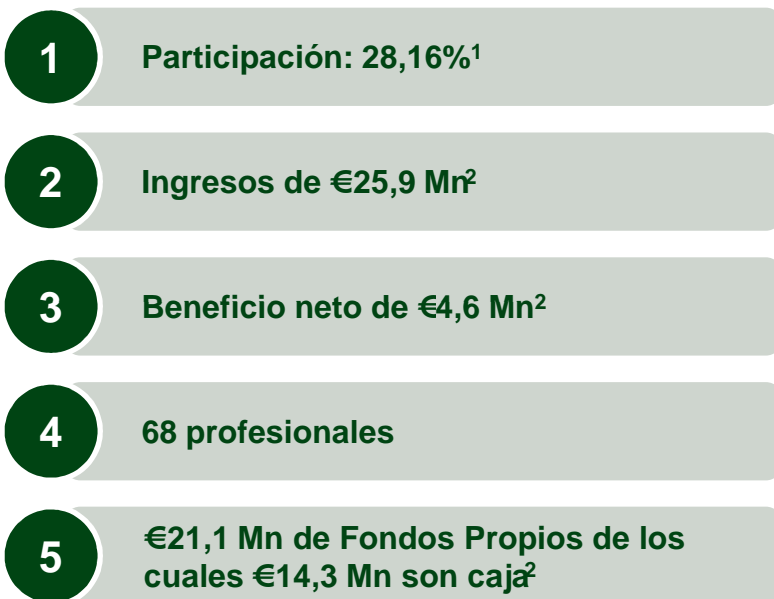 1
Participación: 28,16%¹
2
Ingresos de €25,9 Mn²
3
Beneficio neto de €4,6 Mn²
4
68 profesionales
5
€21,1 Mn de Fondos Propios de los
cuales €14,3 Mn son caja²